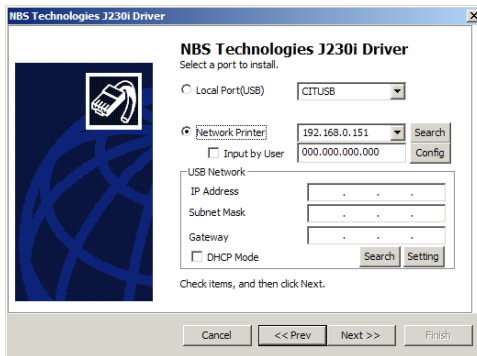 NBS Technologies J230i Driver
NBS Technologies J230i Driver
Select a port to install.
Local Port(USB) CITUSB
Network Printer 192.168.0.151 Search
Input by User 000.000.000.000 Config
USB Network
IP Address . . .
Subnet Mask . . .
Gateway . . .
DHCP Mode Search Setting
Check items, and then click Next.
Cancel << Prev Next >> Finish